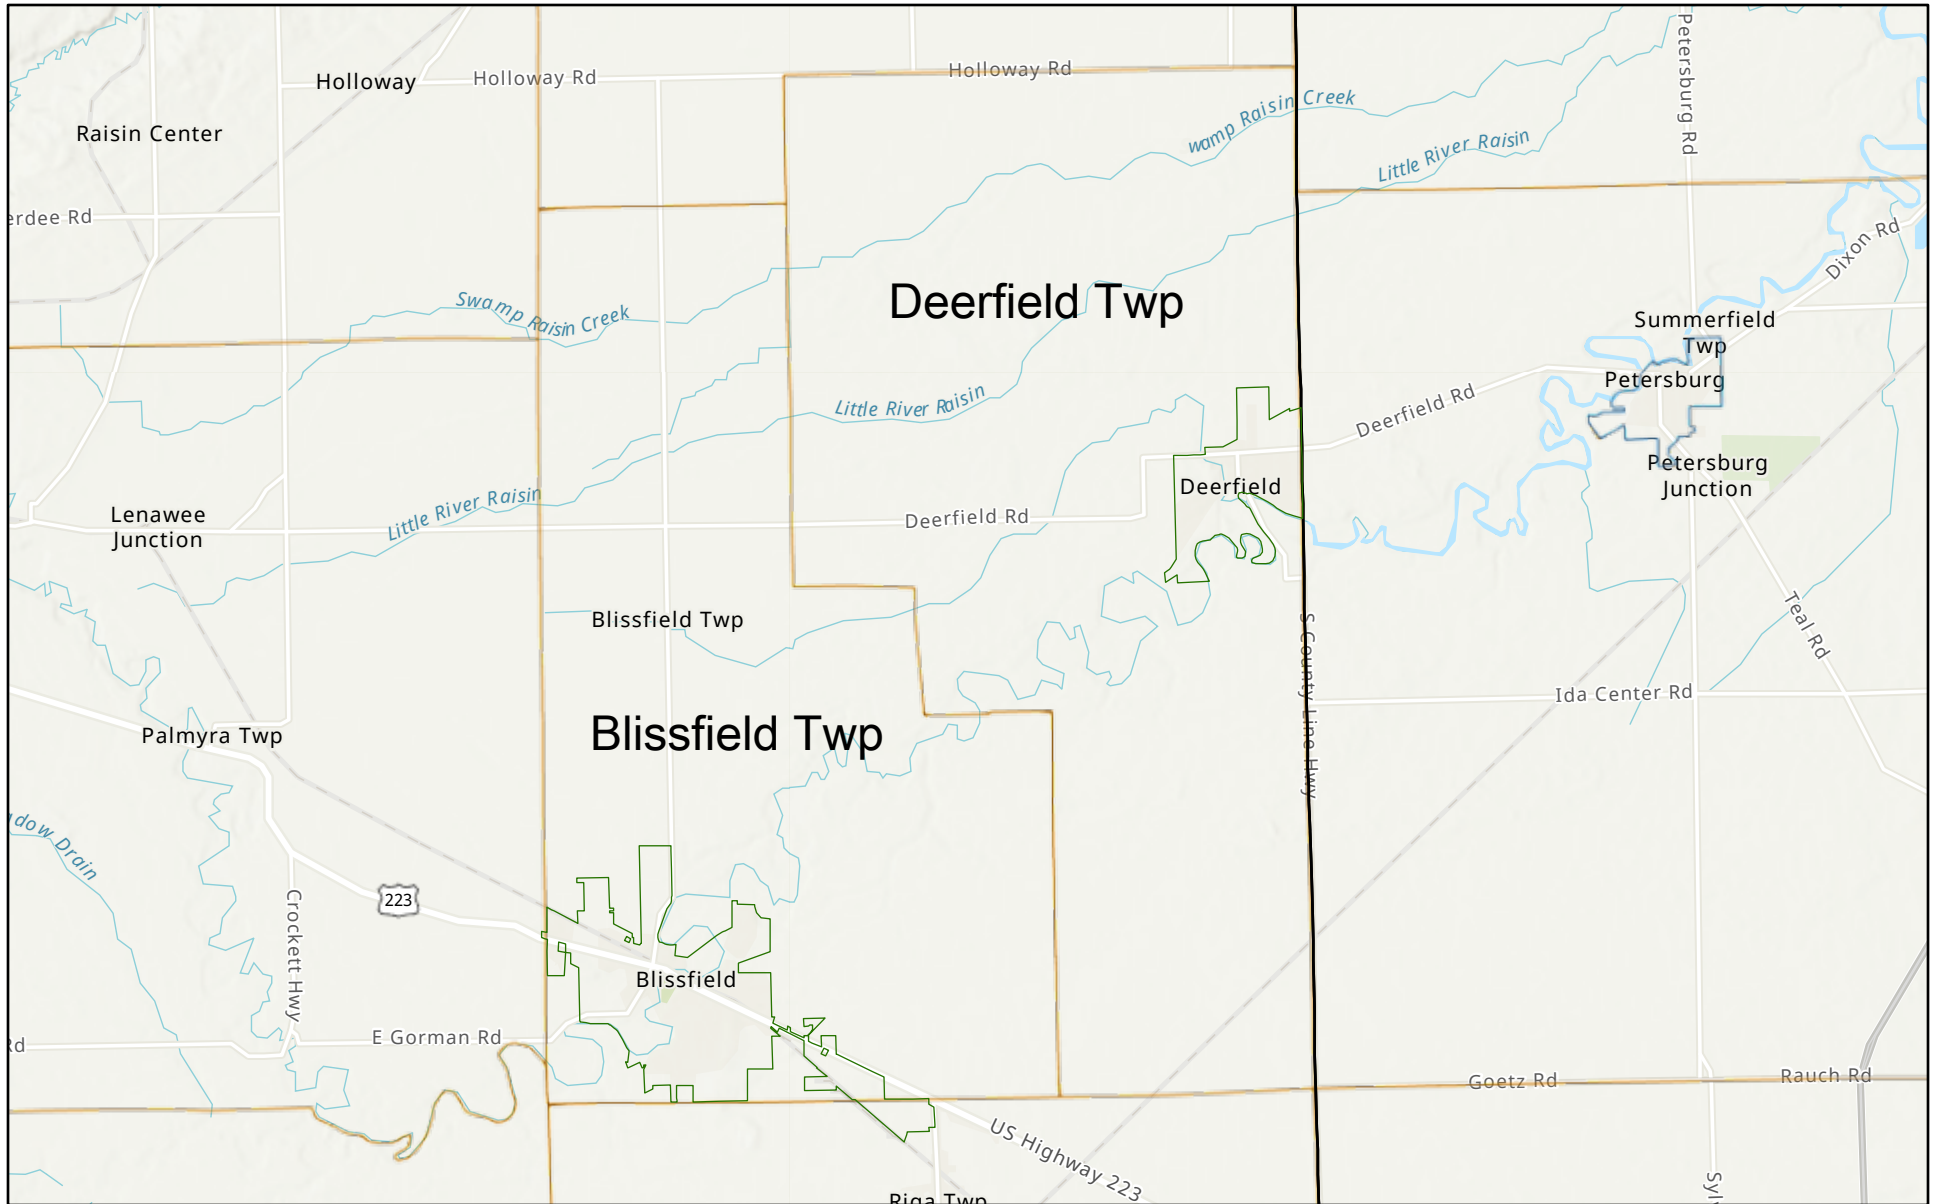 Petersburg Rd
Holloway
Holloway Rd
Holloway Rd
wamp Raisin Creek
Raisin Center
Little River Raisin
erdee Rd
Dixon Rd
Swamp Raisin Creek
Deerfield Twp
Summerfield
Twp
Petersburg
Little River Raisin
Deerfield Rd
Petersburg
Junction
Deerfield
Little River Raisin
Lenawee
Junction
Deerfield Rd
Blissfield Twp
Teal Rd
S County Line Hwy
Ida Center Rd
Palmyra Twp
Blissfield Twp
dow Drain
223
Crockett Hwy
Blissfield
E Gorman Rd
Rd
Goetz Rd
Rauch Rd
US Highway 223
Riga Twp
Syl